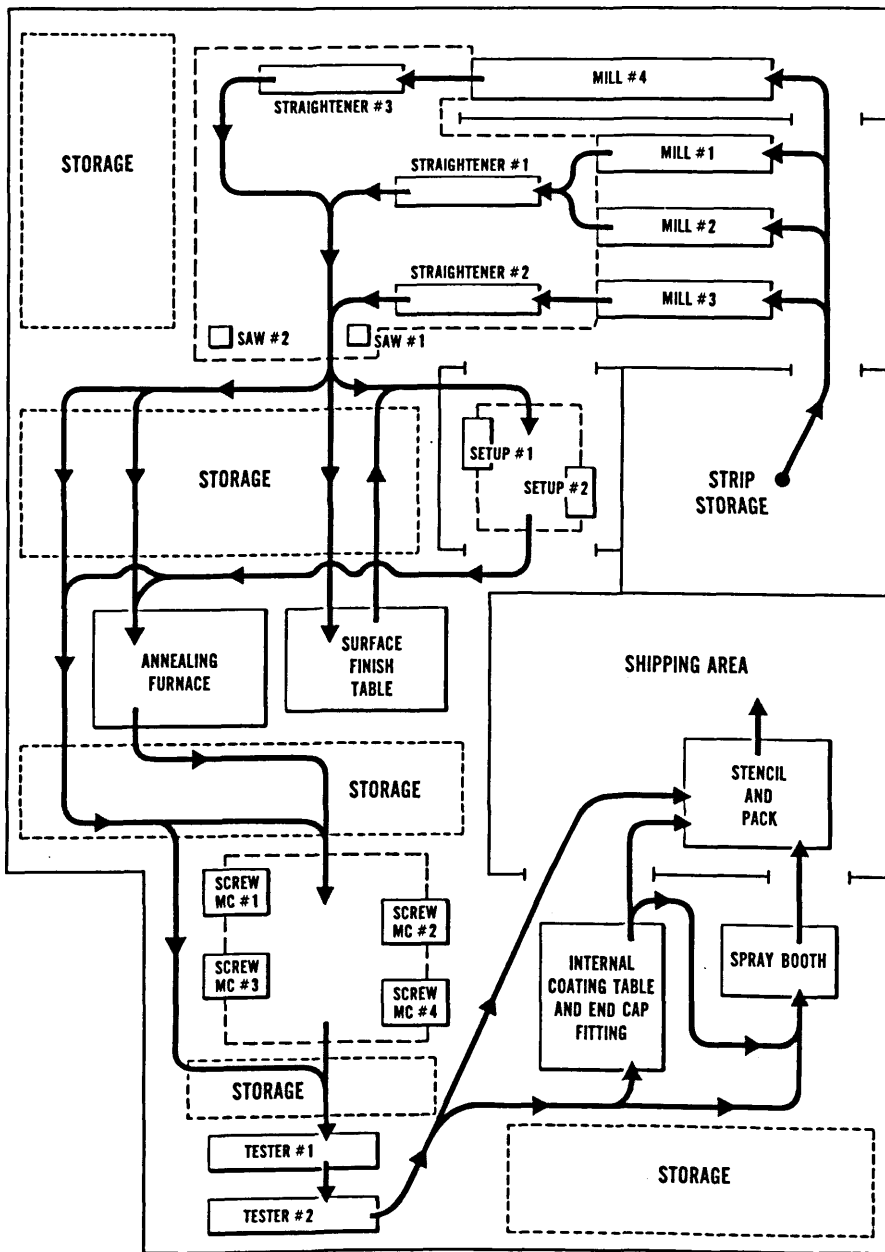 MILL #4
STRAIGHTENER #3
MILL #1
STORAGE
STRAIGHTENER #1
MILL #2
STRAIGHTENER #2
MILL #3
SAW #2
SAW #1
SETUP #1
SETUP #2
STORAGE
STRIP
STORAGE
ANNEALING
FURNACE
SURFACE
FINISH
TABLE
SHIPPING AREA
STORAGE
STENCIL
AND
PACK
SCREW
MC #1
SCREW
MC #2
SCREW
MC #3
SCREW
MC #4
INTERNAL
COATING TABLE
AND END CAP
FITTING
SPRAY BOOTH
STORAGE
TESTER #1
TESTER #2
STORAGE